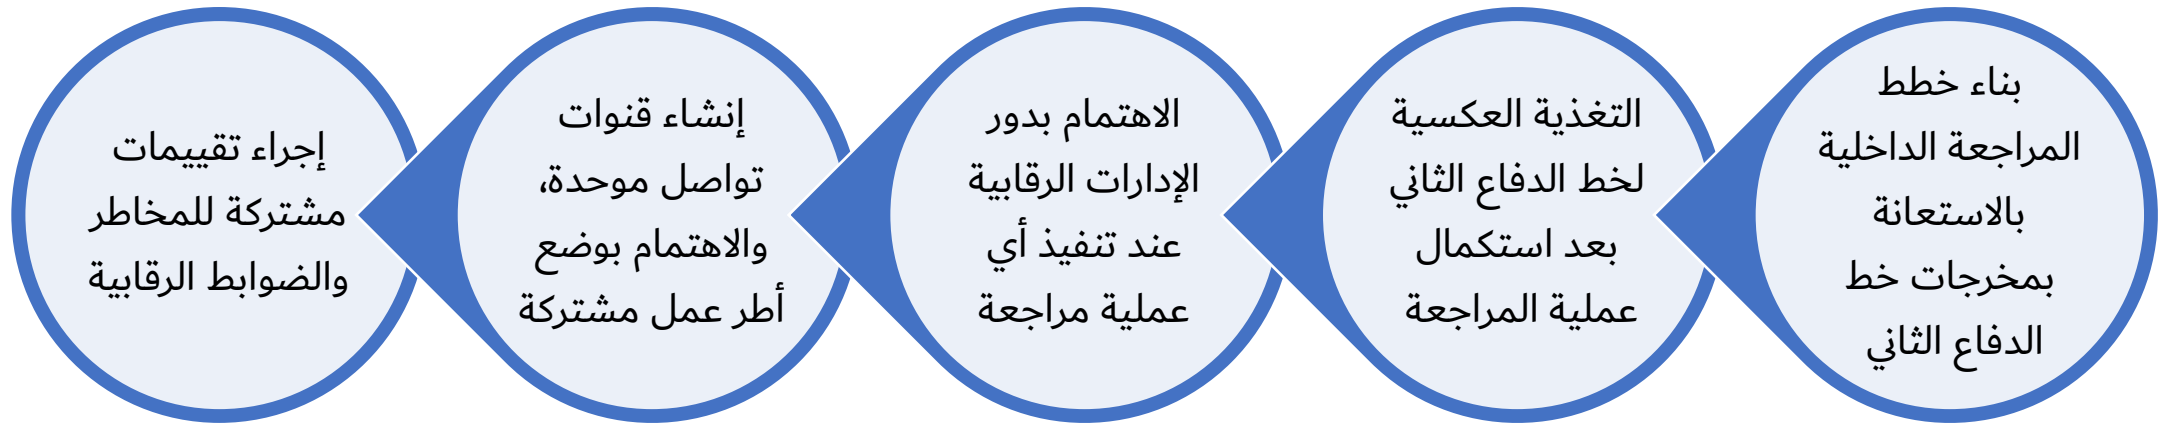 بناء خطط
المراجعة الداخلية
بالاستعانة
بمخرجات خط
الدفاع الثاني
التغذية العكسية
لخط الدفاع الثاني
بعد استكمال
عملية المراجعة
الاهتمام بدور
الإدارات الرقابية
عند تنفيذ أي
عملية مراجعة
إنشاء قنوات
تواصل موحدة،
والاهتمام بوضع
أطر عمل مشتركة
إجراء تقييمات
مشتركة للمخاطر
والضوابط الرقابية